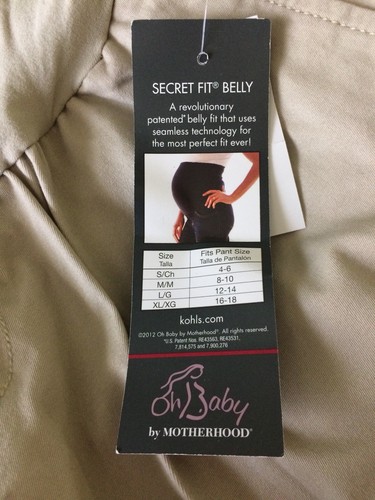 SECRET FIT® BELLY
A revolutionary
patented* belly fit that uses
seamless technology for
the most perfect fit ever!
Size Fits Pant Size
Talla Talla de Pantalón
S/Ch 4-6
M/M 8-10
L/G 12-14
XL/XG 16-18
kohls.com
©2012 Oh Baby by Motherhood®. All rights reserved.
*U.S. Patent Nos. RE43563, RE43531,
7,814,575 and 7,900,276
Oh Baby
by MOTHERHOOD®